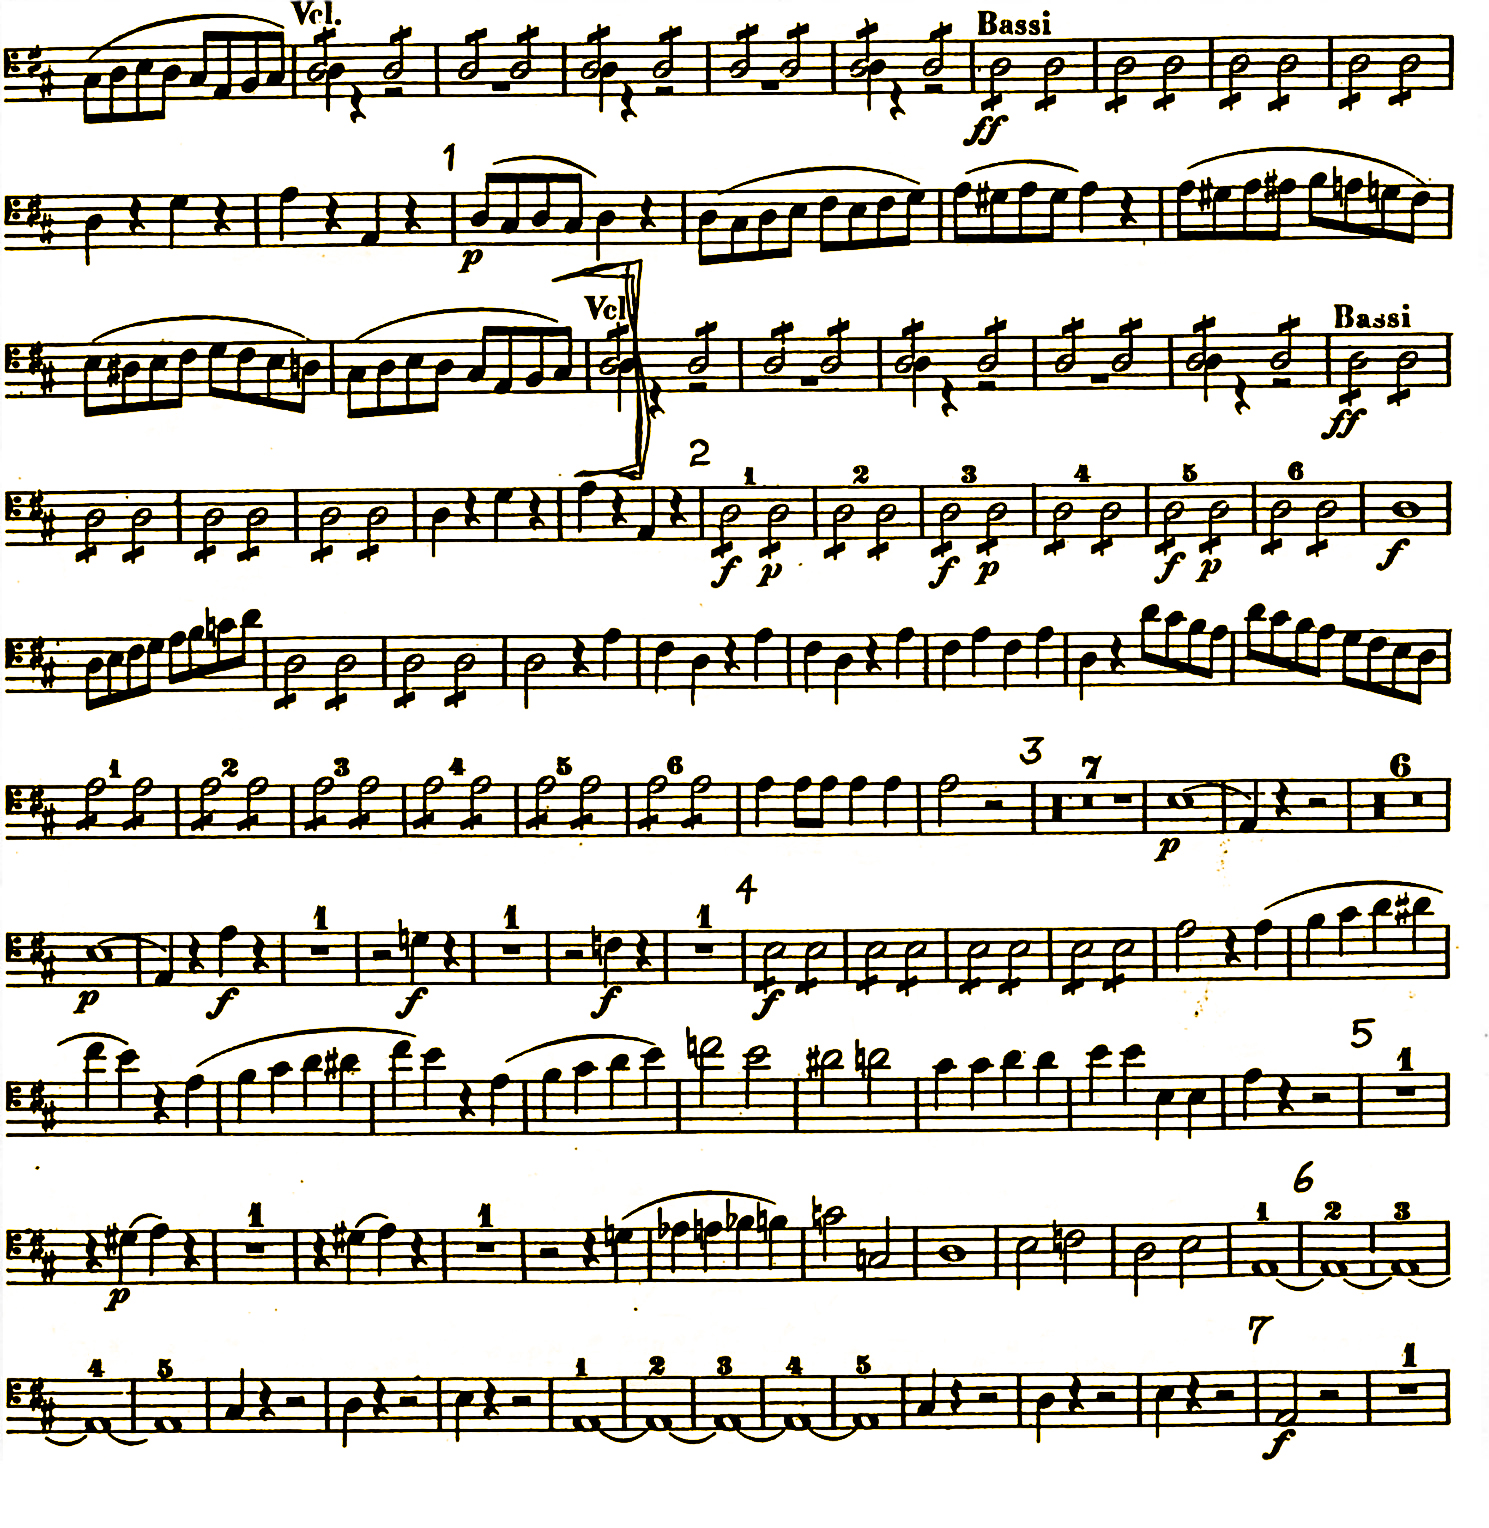 Vcl.
Bassi
ff
1
p
Vcl
Bassi
ff
2
1 2 3 4 5 6
f p f p f p f
1 2 3 4 5 6 3 7 6
p
1 1 1 4
p f f f f
5
1
6
1 1 1 2 3
p
7
4 5 1 2 3 4 5 1
f